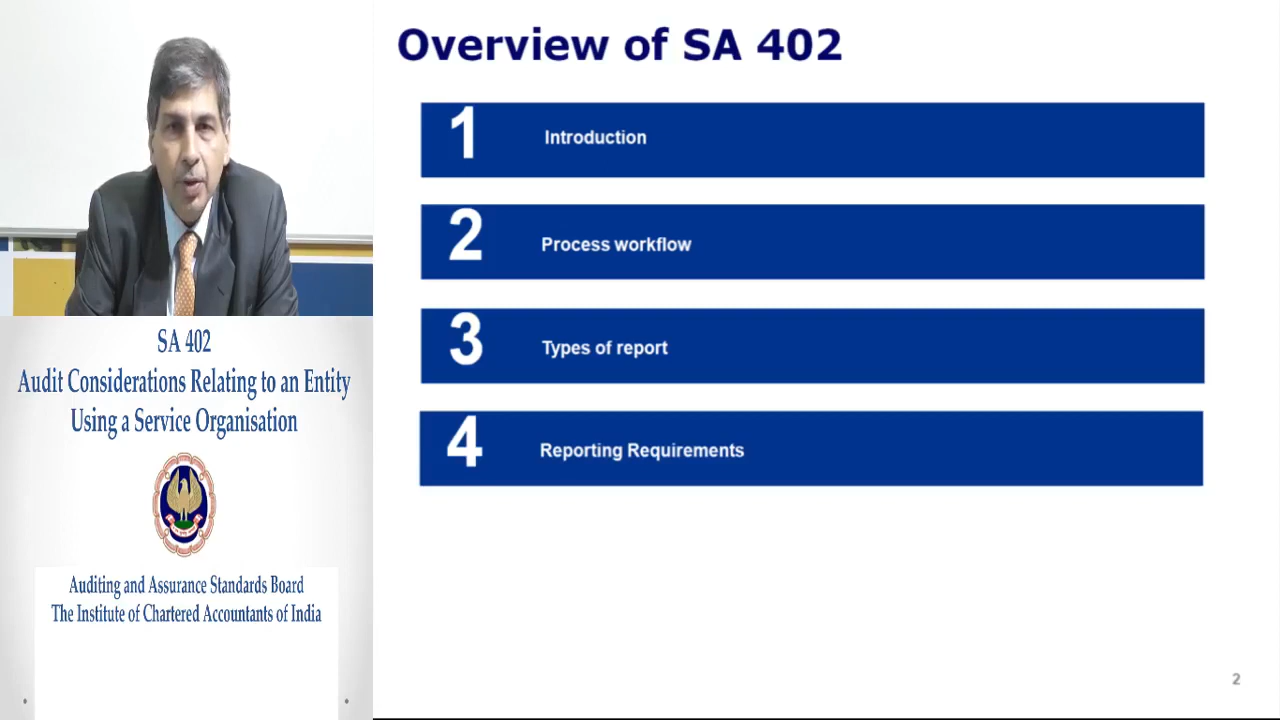 Overview of SA 402
1
Introduction
2
Process workflow
3
Types of report
4
Reporting Requirements
SA 402
Audit Considerations Relating to an Entity
Using a Service Organisation
Auditing and Assurance Standards Board
The Institute of Chartered Accountants of India
2